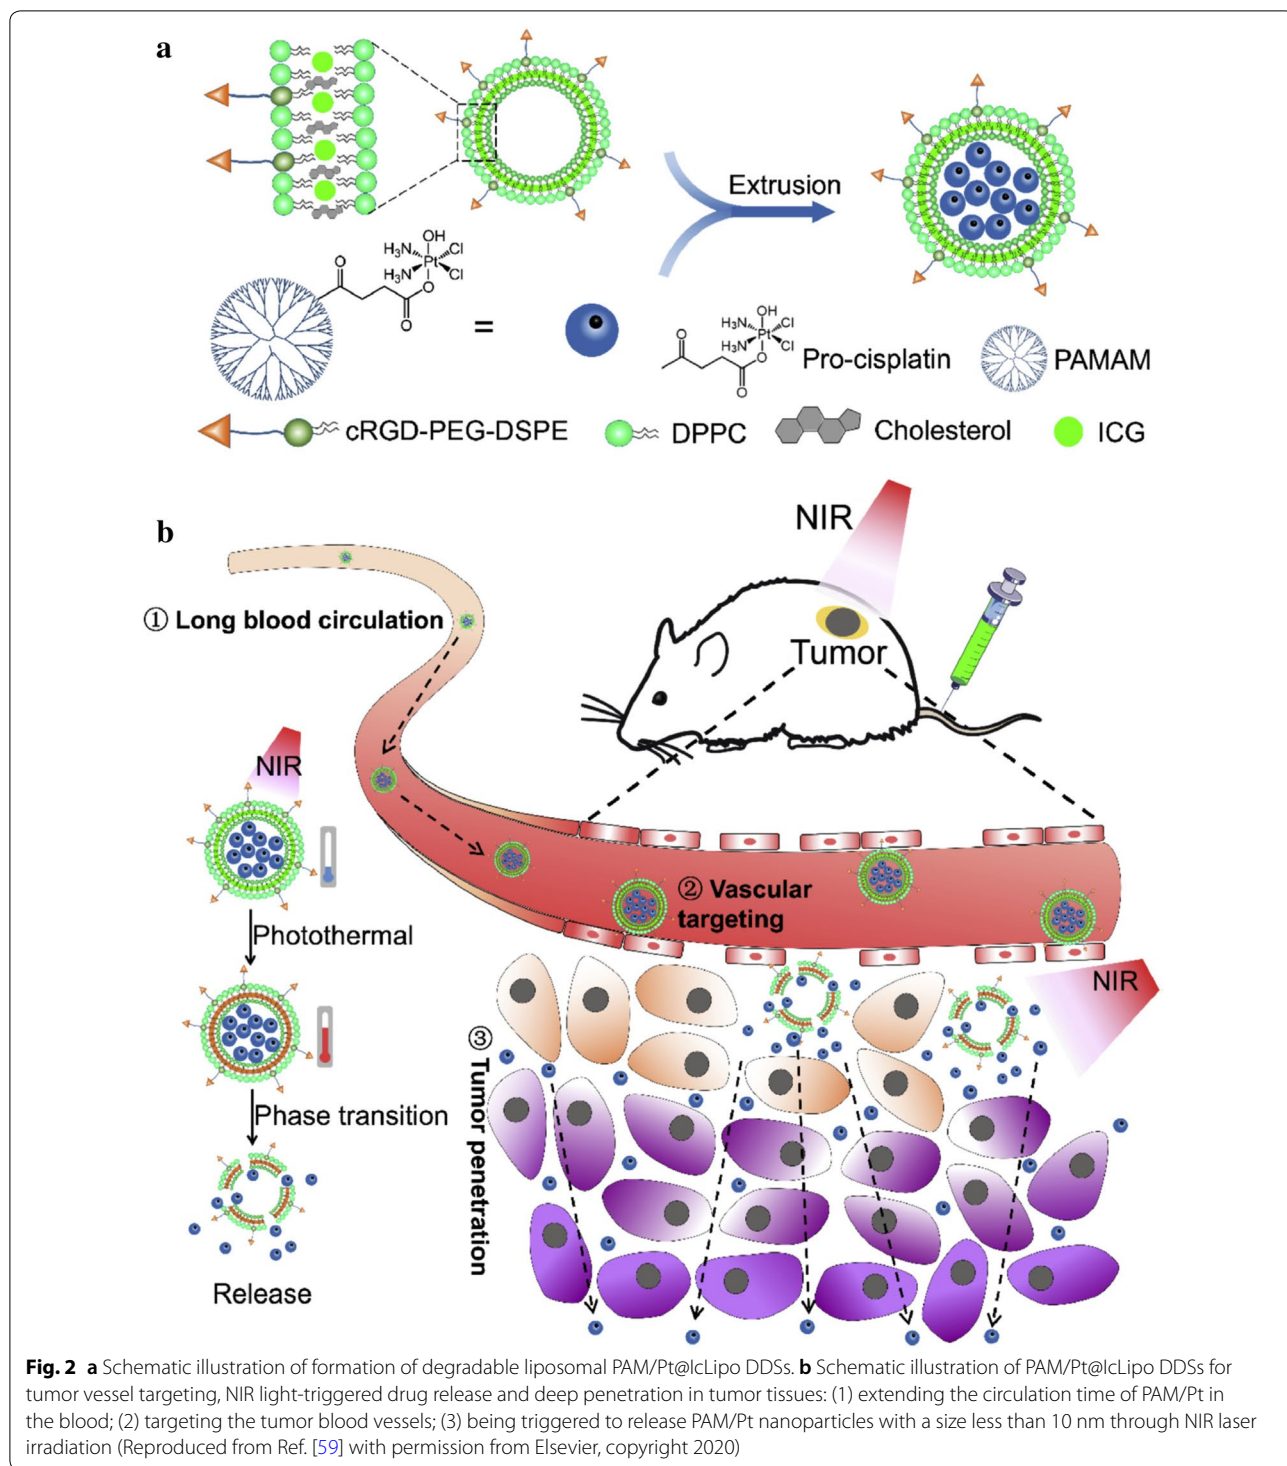 a
Extrusion
OH
H₃N Cl
Pt
H₃N Cl
O
O
O
=
OH
H₃N Cl
Pt
H₃N Cl
O
O
O
Pro-cisplatin
PAMAM
cRGD-PEG-DSPE
DPPC
Cholesterol
ICG
b
NIR
① Long blood circulation
Tumor
NIR
② Vascular
targeting
Photothermal
NIR
③ Tumor penetration
Phase transition
Release
Fig. 2 a Schematic illustration of formation of degradable liposomal PAM/Pt@IcLipo DDSs. b Schematic illustration of PAM/Pt@IcLipo DDSs for
tumor vessel targeting, NIR light-triggered drug release and deep penetration in tumor tissues: (1) extending the circulation time of PAM/Pt in
the blood; (2) targeting the tumor blood vessels; (3) being triggered to release PAM/Pt nanoparticles with a size less than 10 nm through NIR laser
irradiation (Reproduced from Ref. [59] with permission from Elsevier, copyright 2020)